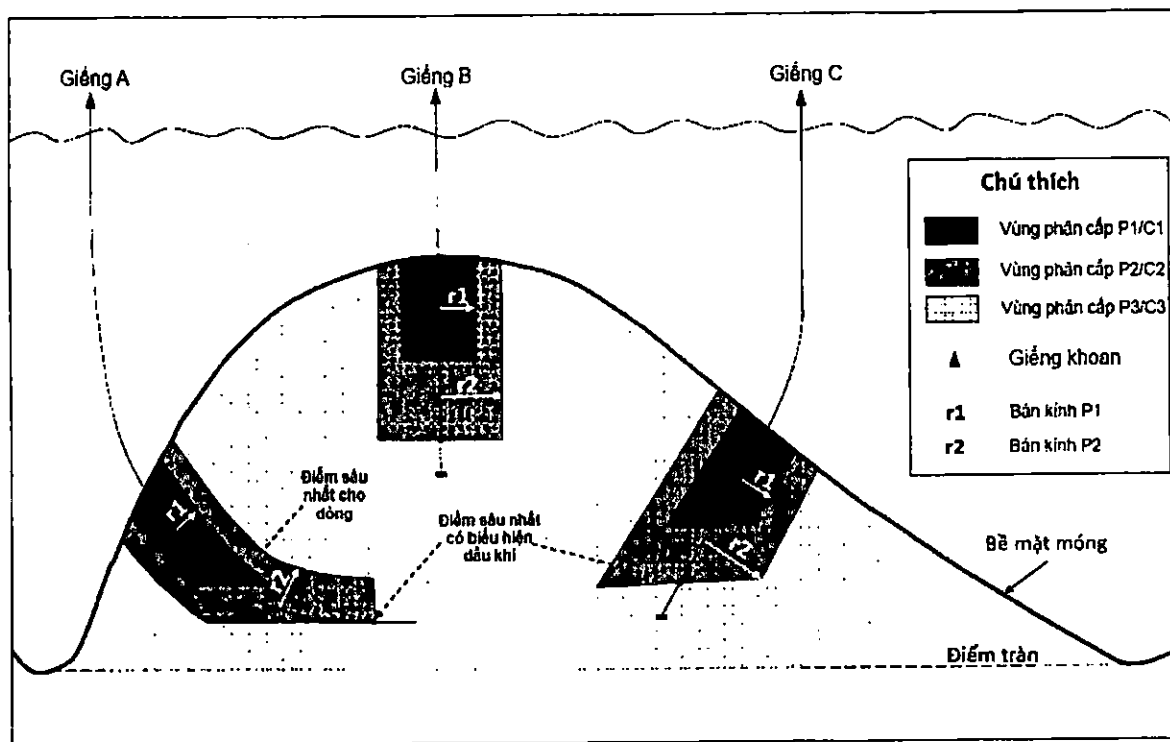 Giếng A
Giếng B
Giếng C
Chú thích
Vùng phân cấp P1/C1
Vùng phân cấp P2/C2
Vùng phân cấp P3/C3
Giếng khoan
r1 Bán kính P1
r2 Bán kính P2
r1
r2
Điểm sâu
nhất cho
dòng
r1
r2
Điểm sâu nhất
có biểu hiện
dầu khí
r1
r2
Bề mặt móng
Điểm tràn